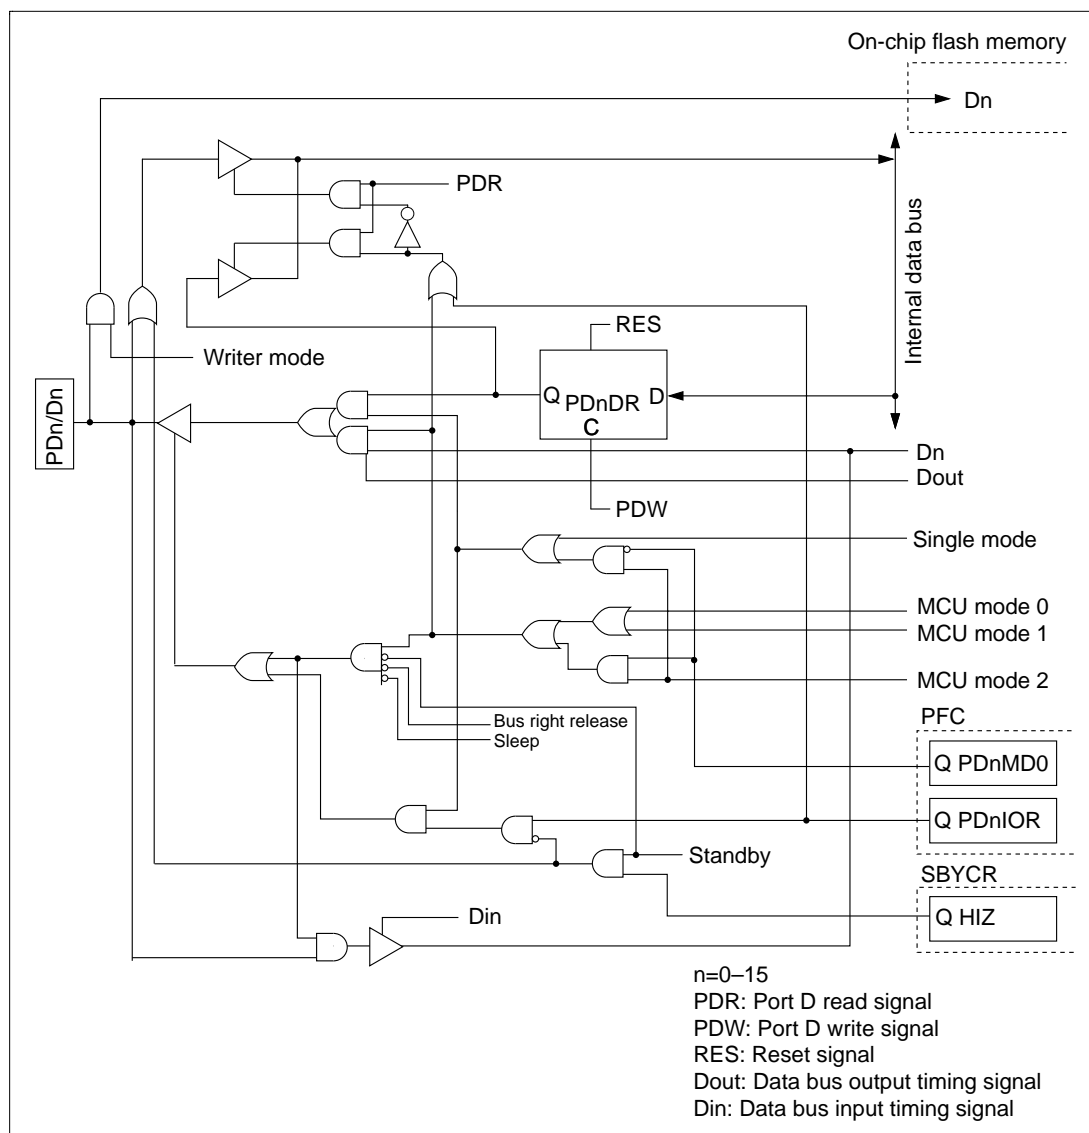 On-chip flash memory
Dn
PDR
Internal data bus
RES
Writer mode
Q
PDnDR
D
C
PDn/Dn
Dn
Dout
PDW
Single mode
MCU mode 0
MCU mode 1
MCU mode 2
PFC
Bus right release
Sleep
Q PDnMD0
Q PDnIOR
Standby
SBYCR
Q HIZ
Din
n=0–15
PDR: Port D read signal
PDW: Port D write signal
RES: Reset signal
Dout: Data bus output timing signal
Din: Data bus input timing signal